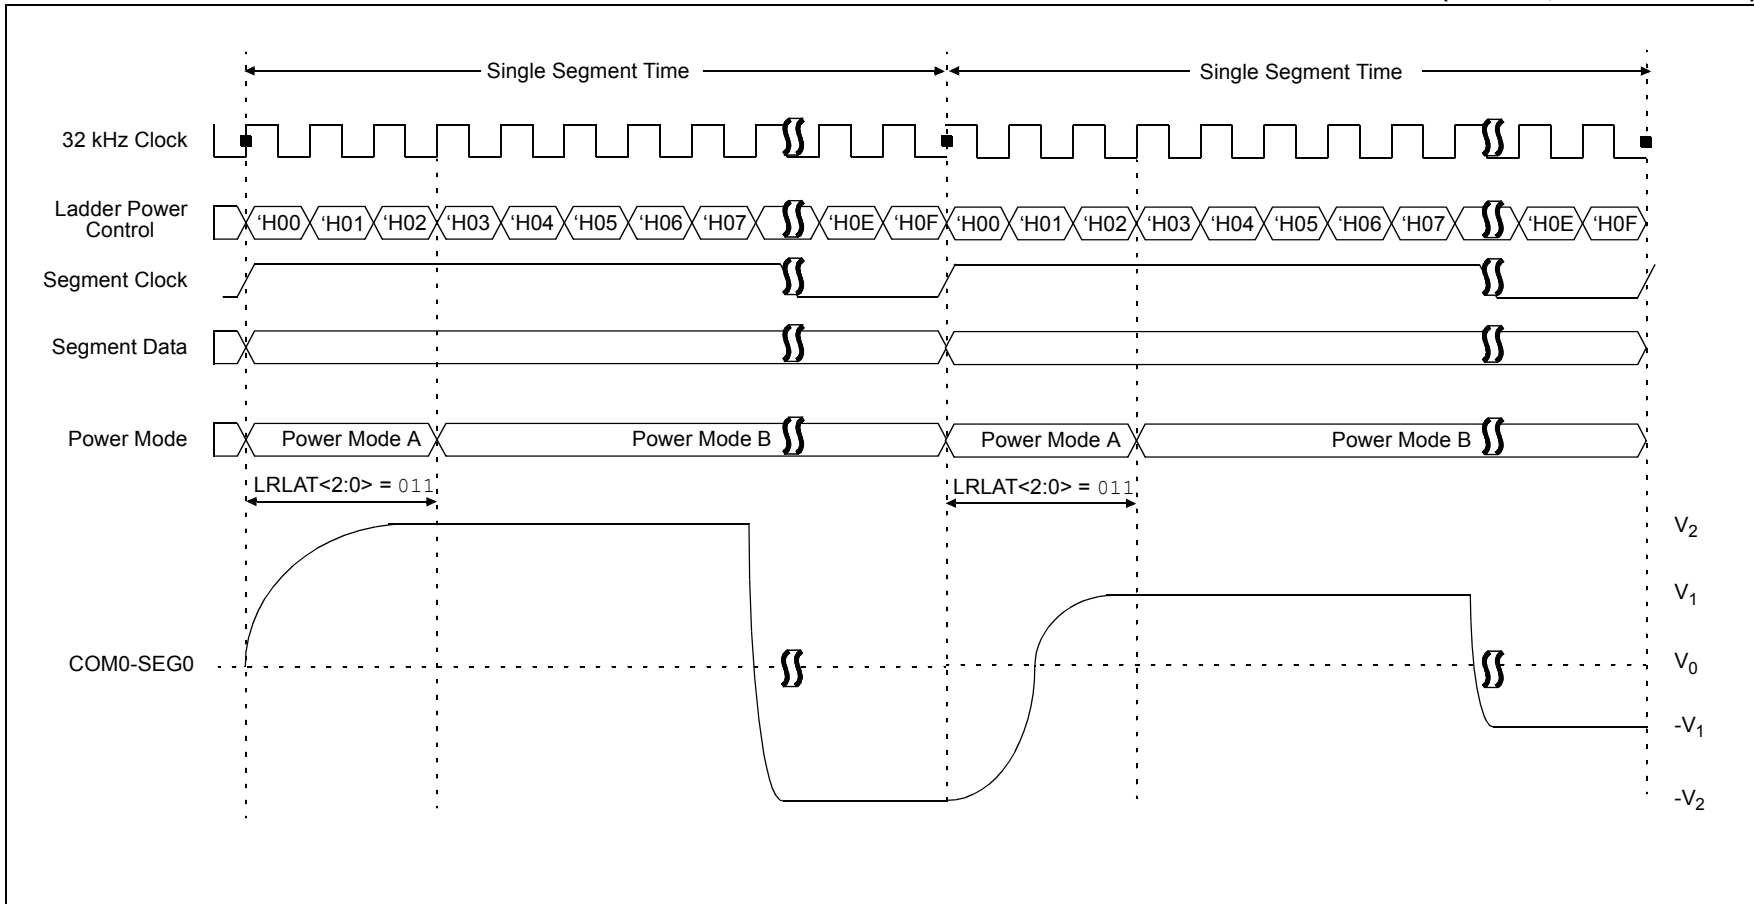 Single Segment Time Single Segment Time
32 kHz Clock
Ladder Power
Control
‘H00 ‘H01 ‘H02 ‘H03 ‘H04 ‘H05 ‘H06 ‘H07 ‘H0E ‘H0F ‘H00 ‘H01 ‘H02 ‘H03 ‘H04 ‘H05 ‘H06 ‘H07 ‘H0E ‘H0F
Segment Clock
Segment Data
Power Mode Power Mode A Power Mode B Power Mode A Power Mode B
LRLAT<2:0> = 011 LRLAT<2:0> = 011
V2
V1
COM0-SEG0 V0
-V1
-V2